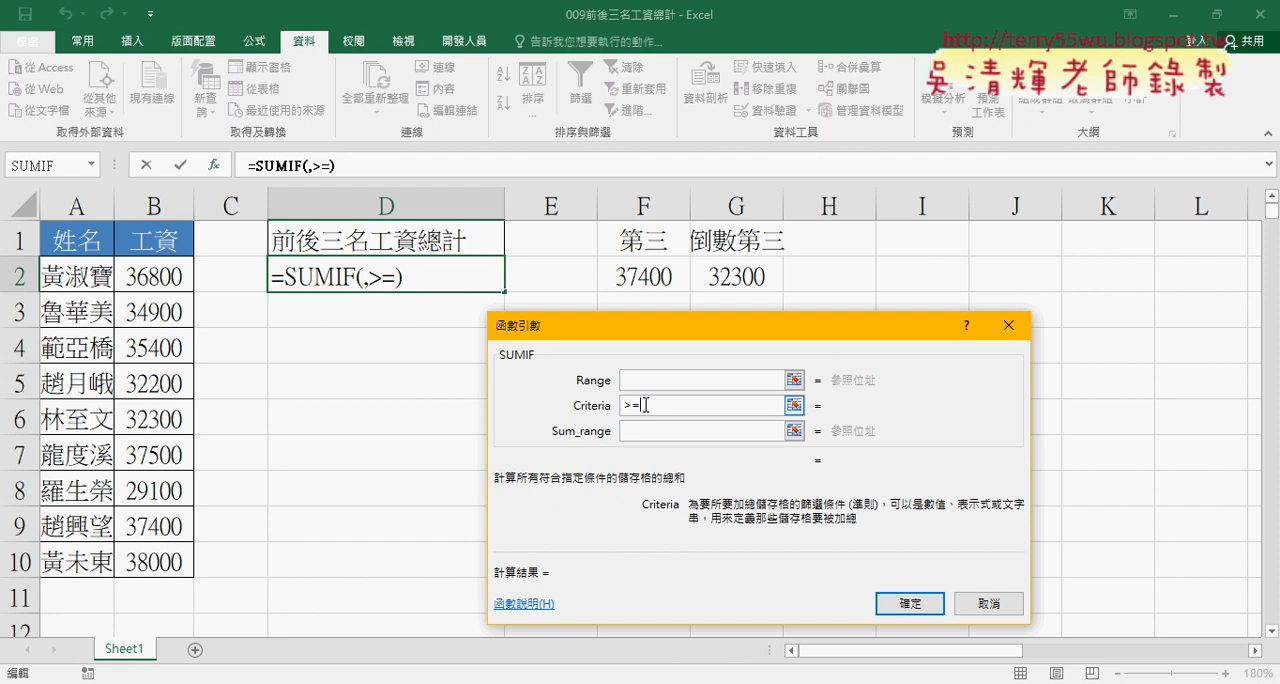 009前後三名工資總計 - Excel
檔案 常用 插入 版面配置 公式 資料 校閱 檢視 開發人員 告訴我您想要執行的動作... 登入 共用
http://terry55wu.blogspot.tw
吳清輝老師錄製
從 Access 從 Web 從文字檔 從其他來源 現有連線
新查詢 顯示查詢 從表格 最近使用的來源
全部重新整理 連線 內容 編輯連結
排序 篩選 清除 重新套用 進階...
資料剖析 快速填入 移除重複 資料驗證 合併彙算 關聯圖 管理資料模型
模擬分析 預測工作表 組成群組 取消群組 小計
取得外部資料 取得及轉換 連線 排序與篩選 資料工具 預測 大綱
SUMIF =SUMIF(,>=)
A B C D E F G H I J K L
1 姓名 工資 前後三名工資總計 第三 倒數第三
2 黃淑寶 36800 =SUMIF(,>=) 37400 32300
3 魯華美 34900
4 範亞橋 35400
5 趙月峨 32200
6 林至文 32300
7 龍度溪 37500
8 羅生榮 29100
9 趙興望 37400
10 黃未東 38000
11
12
函數引數 ?
SUMIF
Range = 參照位址
Criteria >= =
Sum_range = 參照位址
=
計算所有符合指定條件的儲存格的總和
Criteria 為要所要加總儲存格的篩選條件 (準則)，可以是數值、表示式或文字
串，用來定義那些儲存格要被加總
計算結果 =
函數說明(H) 確定 取消
Sheet1
編輯 180%